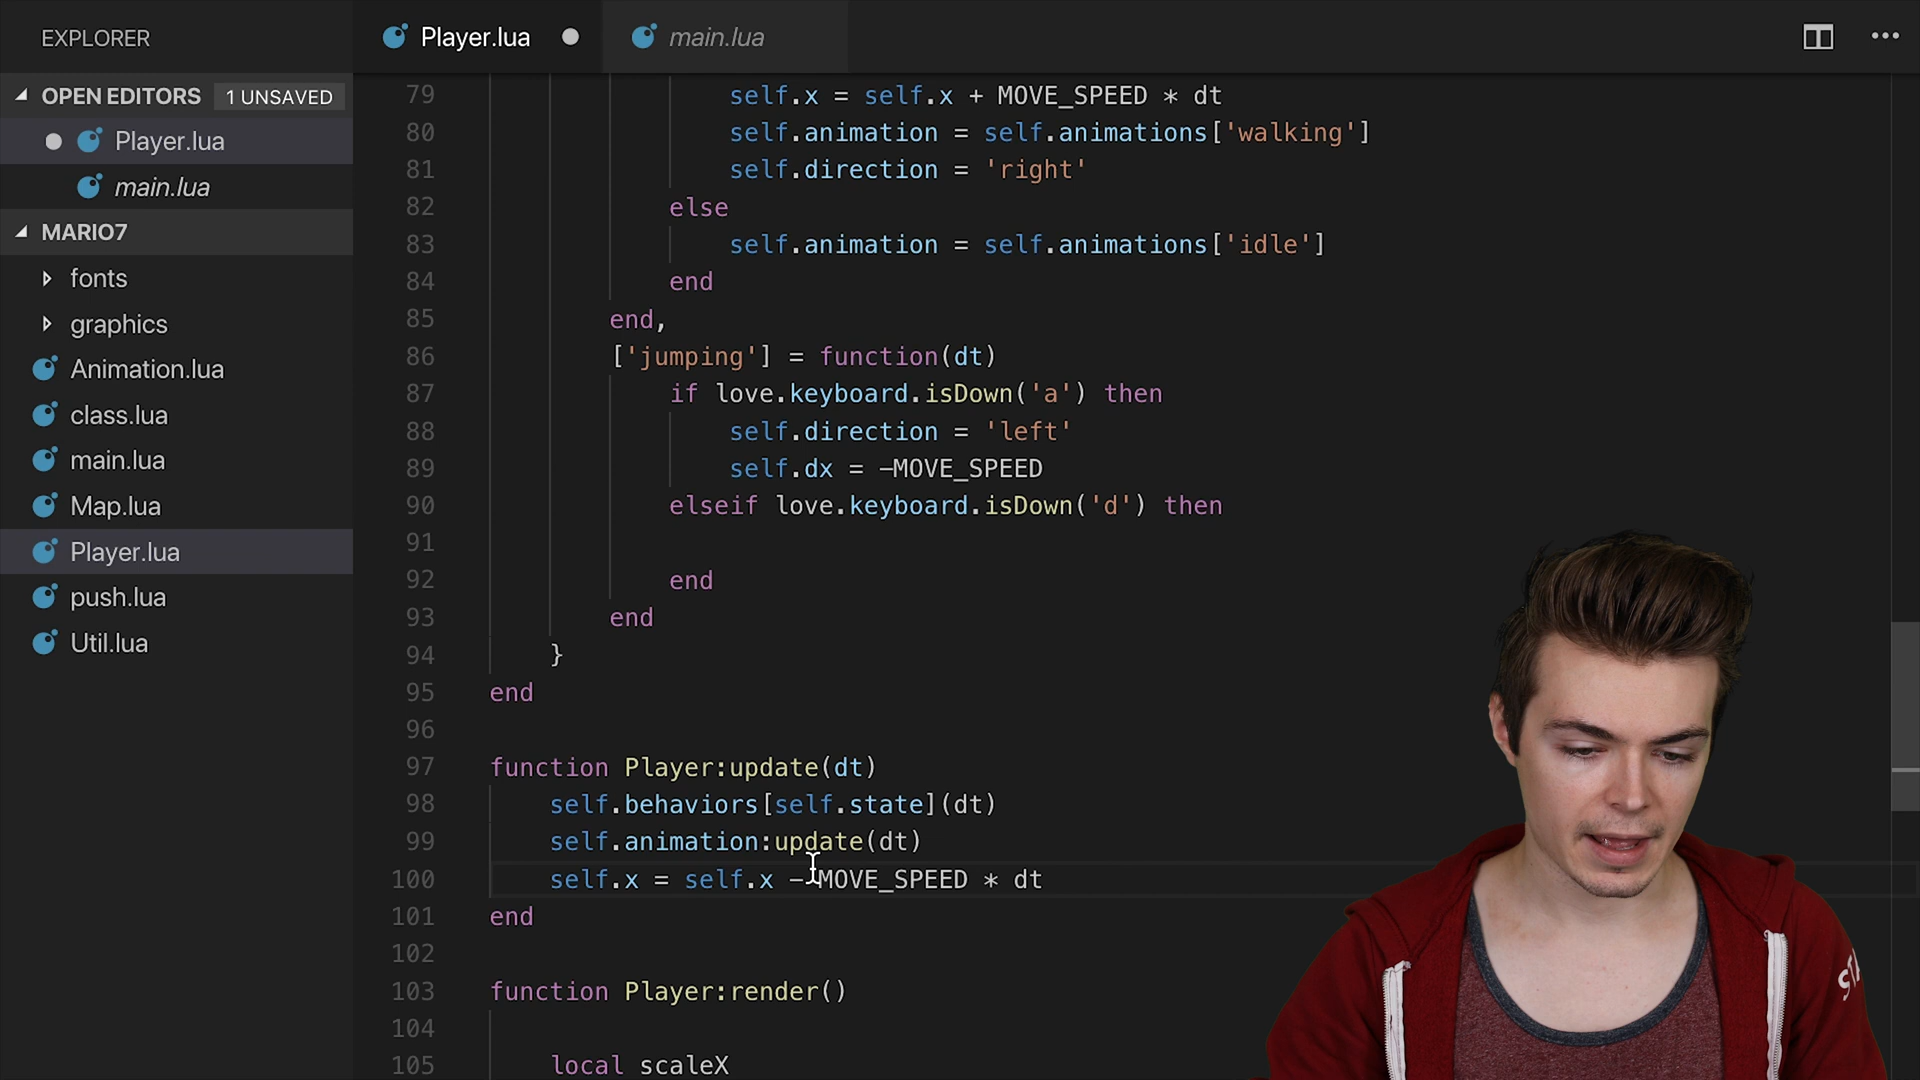 EXPLORER
OPEN EDITORS
1 UNSAVED
Player.lua
main.lua
MARIO7
fonts
graphics
Animation.lua
class.lua
main.lua
Map.lua
Player.lua
push.lua
Util.lua
Player.lua
main.lua
79 self.x = self.x + MOVE_SPEED * dt
80 self.animation = self.animations['walking']
81 self.direction = 'right'
82 else
83 self.animation = self.animations['idle']
84 end
85 end,
86 ['jumping'] = function(dt)
87 if love.keyboard.isDown('a') then
88 self.direction = 'left'
89 self.dx = -MOVE_SPEED
90 elseif love.keyboard.isDown('d') then
91
92 end
93 end
94 }
95 end
96
97 function Player:update(dt)
98 self.behaviors[self.state](dt)
99 self.animation:update(dt)
100 self.x = self.x - MOVE_SPEED * dt
101 end
102
103 function Player:render()
104
105 local scaleX